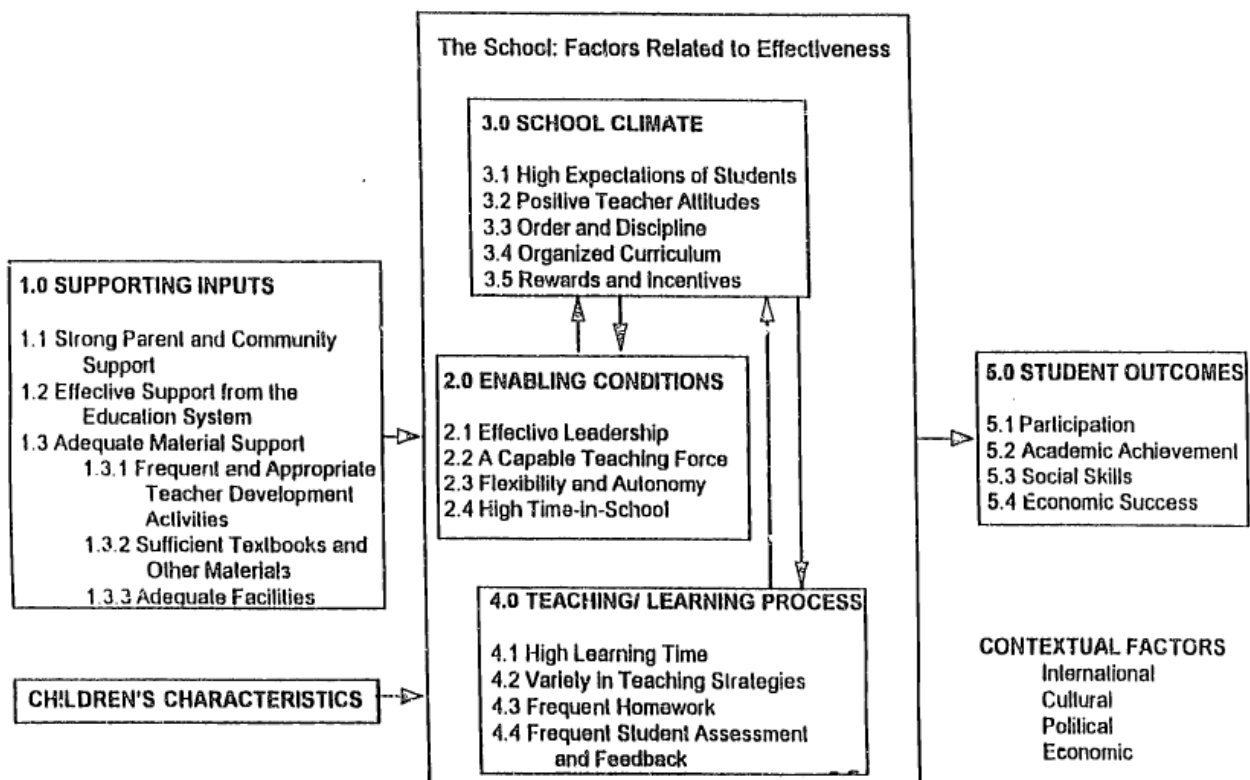 The School: Factors Related to Effectiveness
3.0 SCHOOL CLIMATE
3.1 High Expectations of Students
3.2 Positive Teacher Attitudes
3.3 Order and Discipline
3.4 Organized Curriculum
3.5 Rewards and Incentives
1.0 SUPPORTING INPUTS
1.1 Strong Parent and Community
Support
1.2 Effective Support from the
Education System
1.3 Adequate Material Support
1.3.1 Frequent and Appropriate
Teacher Development
Activities
1.3.2 Sufficient Textbooks and
Other Materials
1.3.3 Adequate Facilities
2.0 ENABLING CONDITIONS
2.1 Effective Leadership
2.2 A Capable Teaching Force
2.3 Flexibility and Autonomy
2.4 High Time-in-School
5.0 STUDENT OUTCOMES
5.1 Participation
5.2 Academic Achievement
5.3 Social Skills
5.4 Economic Success
4.0 TEACHING/ LEARNING PROCESS
4.1 High Learning Time
4.2 Variety in Teaching Strategies
4.3 Frequent Homework
4.4 Frequent Student Assessment
and Feedback
CHILDREN'S CHARACTERISTICS
CONTEXTUAL FACTORS
International
Cultural
Political
Economic